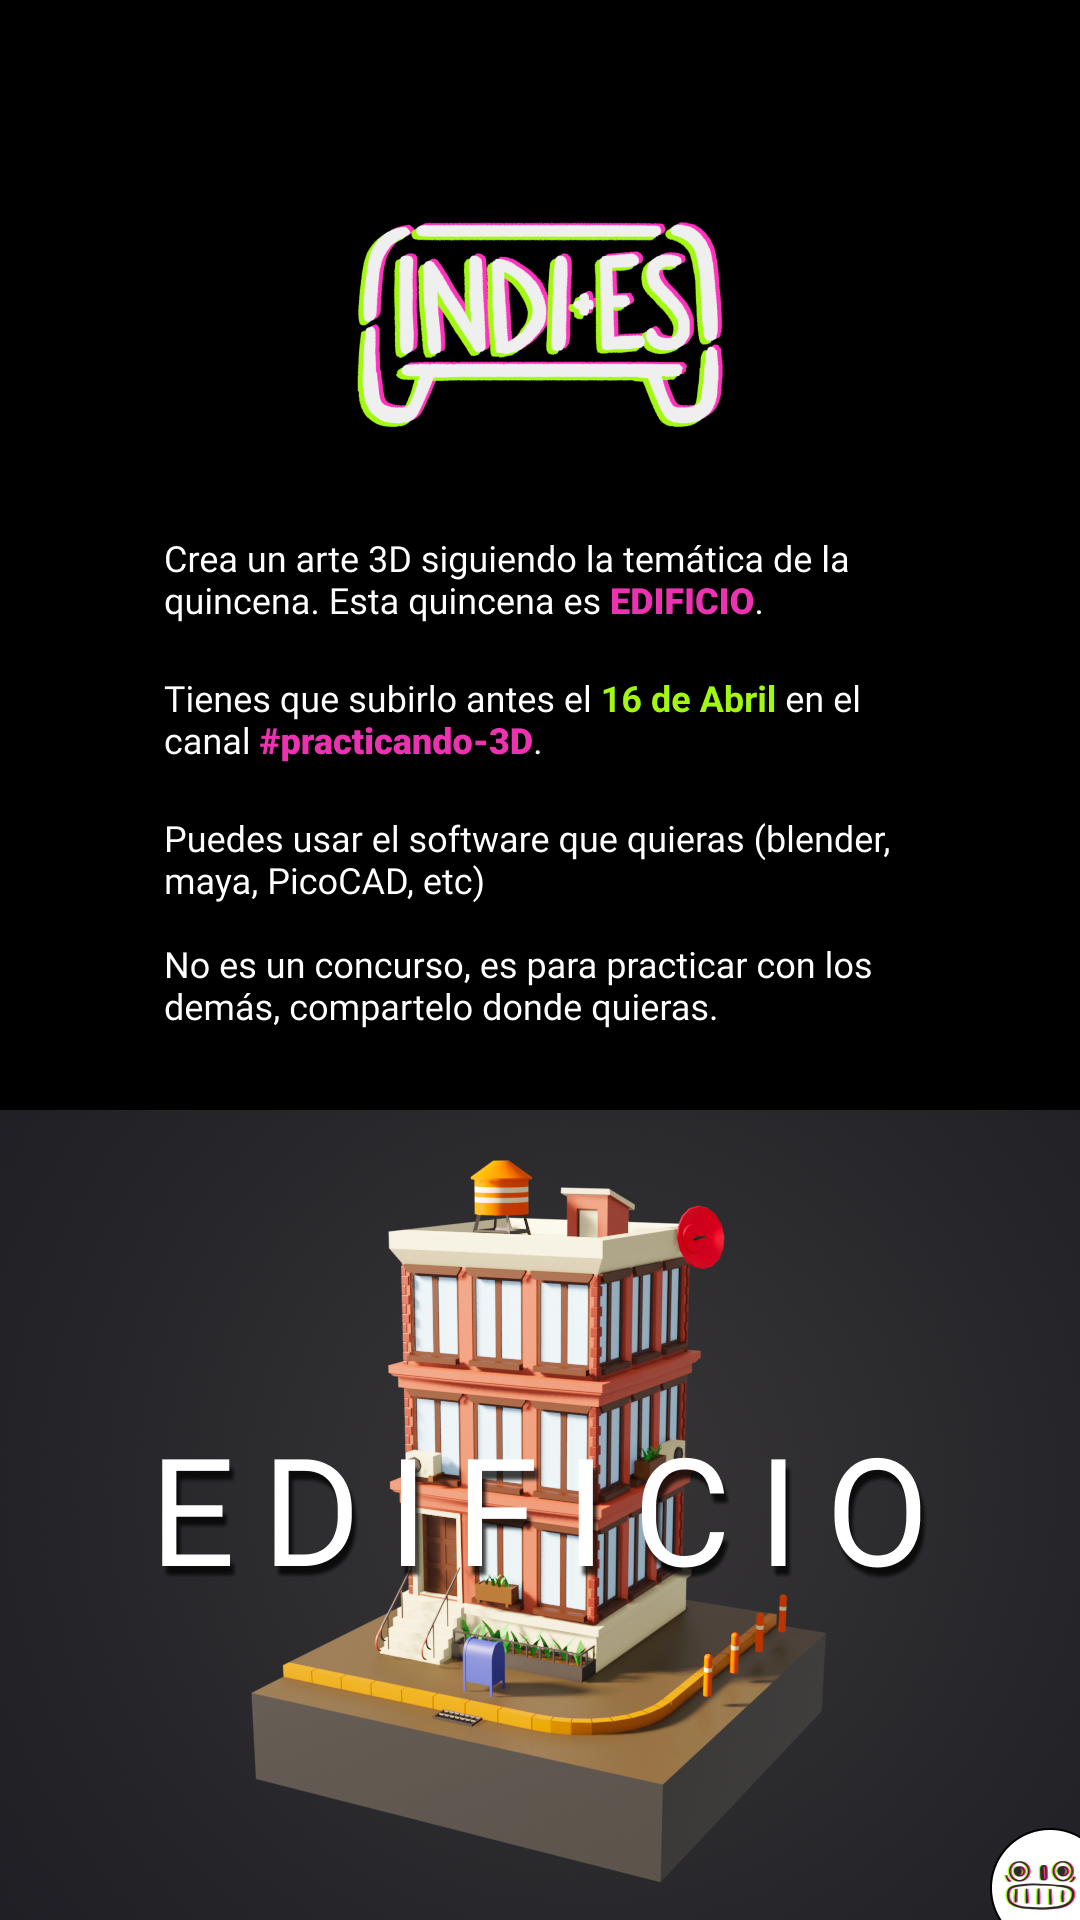 INDI·ES
Crea un arte 3D siguiendo la temática de la
quincena. Esta quincena es EDIFICIO.
Tienes que subirlo antes el 16 de Abril en el
canal #practicando-3D.
Puedes usar el software que quieras (blender,
maya, PicoCAD, etc)
No es un concurso, es para practicar con los
demás, compartelo donde quieras.
EDIFICIO